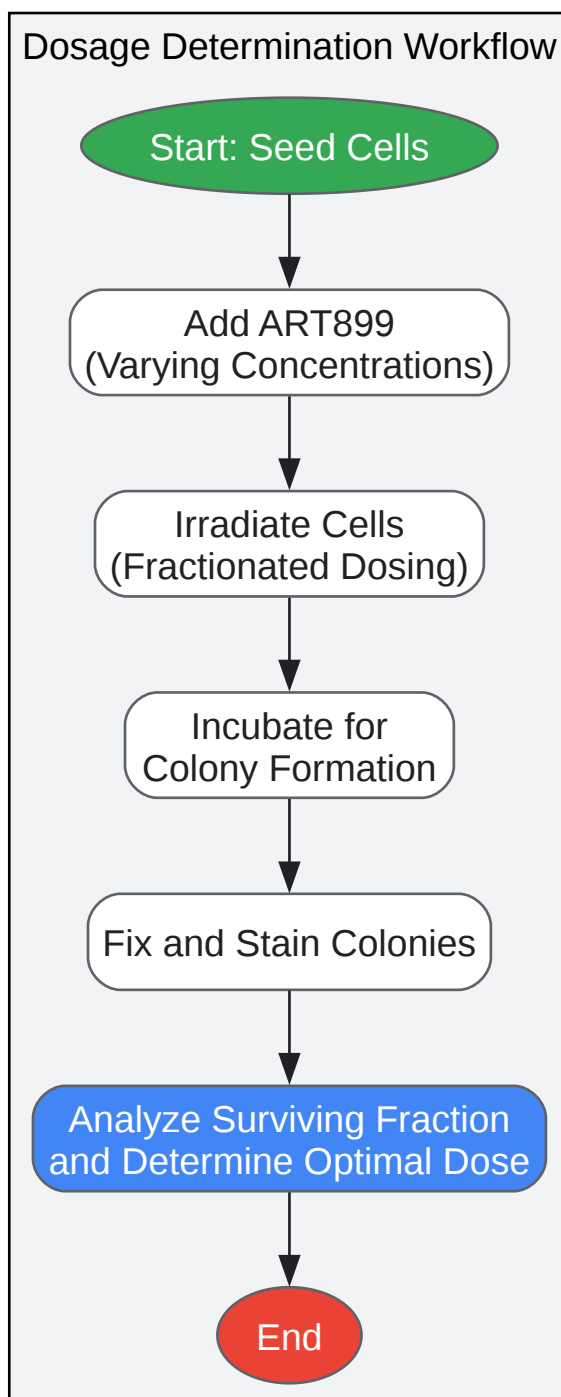 Dosage Determination Workflow
Start: Seed Cells
Add ART899
(Varying Concentrations)
Irradiate Cells
(Fractionated Dosing)
Incubate for
Colony Formation
Fix and Stain Colonies
Analyze Surviving Fraction
and Determine Optimal Dose
End